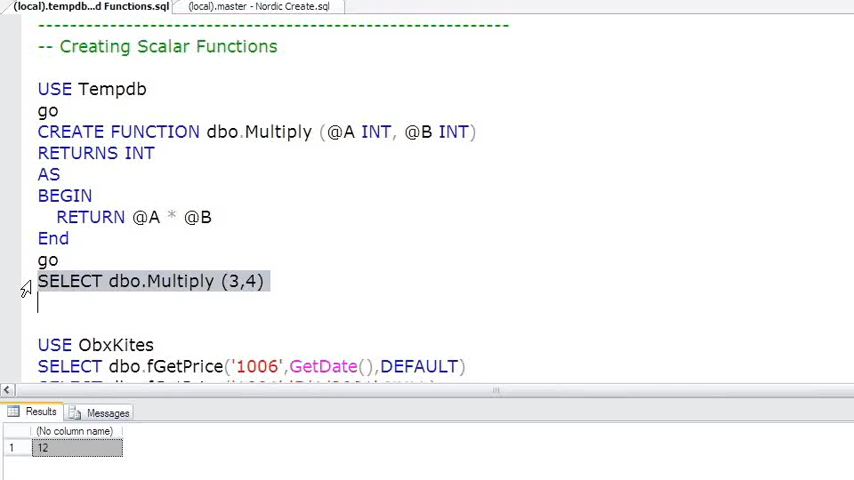 (local).tempdb...d Functions.sql (local).master - Nordic Create.sql
-- Creating Scalar Functions
USE Tempdb
go
CREATE FUNCTION dbo.Multiply (@A INT, @B INT)
RETURNS INT
AS
BEGIN
RETURN @A * @B
End
go
SELECT dbo.Multiply (3,4)
USE ObxKites
SELECT dbo.fGetPrice('1006',GetDate(),DEFAULT)
Results Messages
(No column name)
1 12